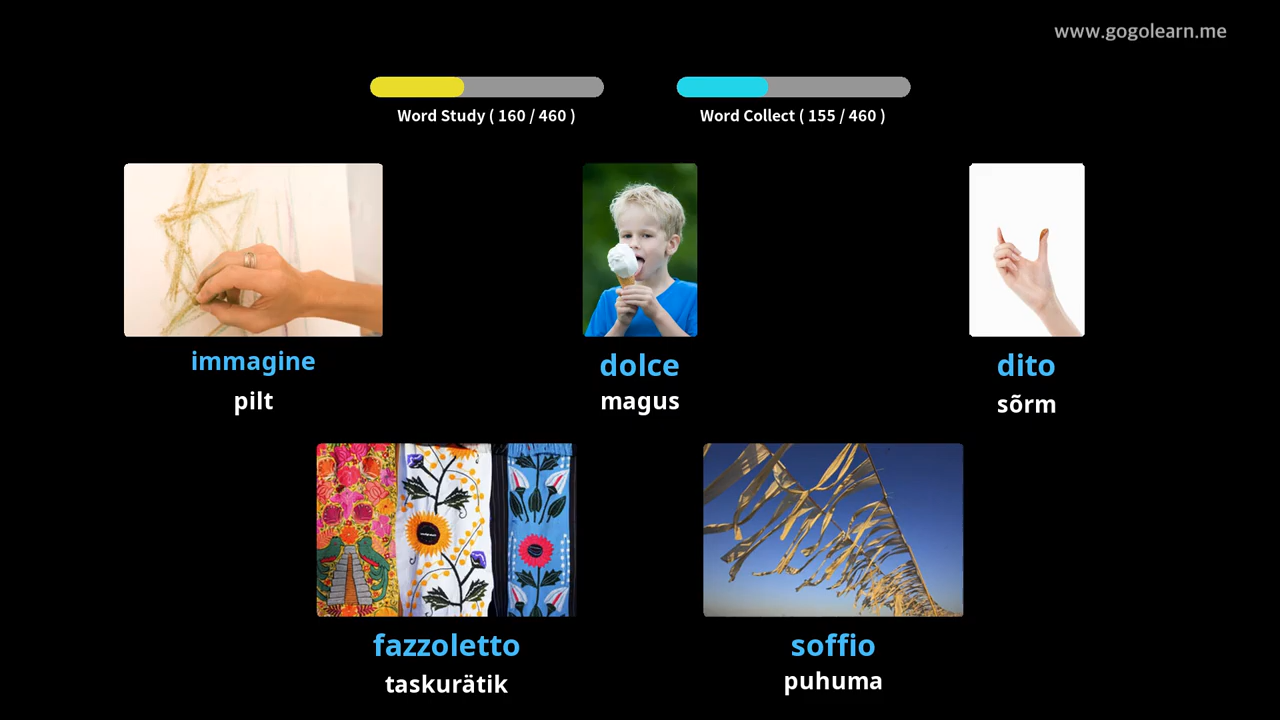 www.gogolearn.me
Word Study ( 160 / 460 )
Word Collect ( 155 / 460 )
immagine
pilt
dolce
magus
dito
sõrm
fazzoletto
taskurätik
soffio
puhuma